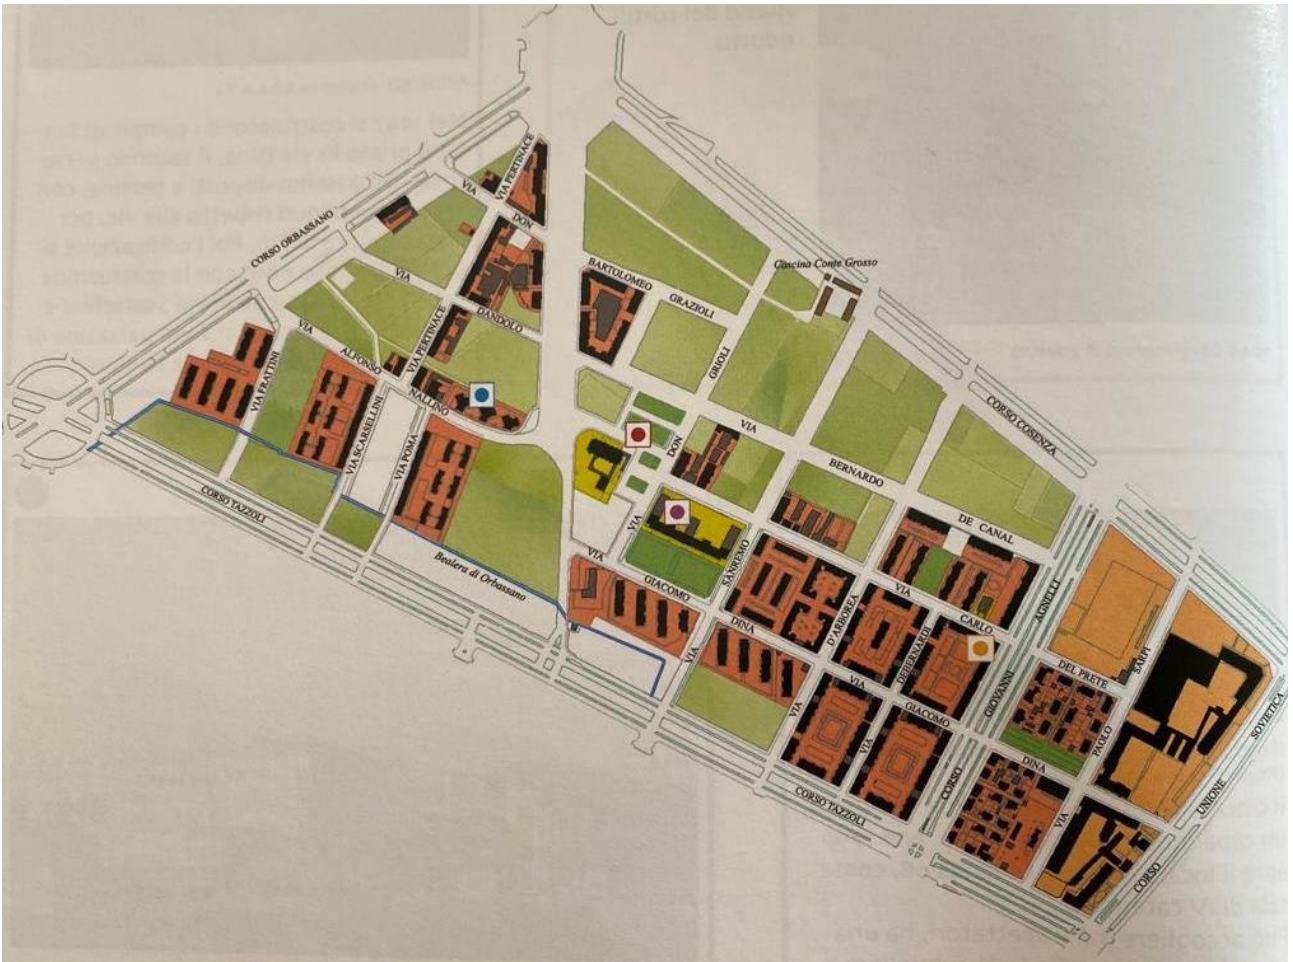 VIA PERTINACE
VIA
DON
CORSO ORBASSANO
Cascina Conte Grosso
BARTOLOMEO
GRAZIOLI
VIA
DANDOLO
VIA PERTINACE
VIA
ALFONSO
NALLINO
GRIOLI
VIA FRATTINI
VIA SCARSELLINI
VIA POMA
CORSO COSENZA
VIA
DON
BERNARDO
DE CANAL
CORSO TAZZOLI
VIA
Bealera di Orbassano
VIA
GIACOMO
SANREMO
VIA
CARLO
AGNELLI
DINA
D'ARBOREA
DEBERNARDI
DEL PRETE
SARPI
VIA
VIA
GIACOMO
GIOVANNI
SOVIETICA
VIA
VIA
PAOLO
DINA
CORSO TAZZOLI
CORSO
UNIONE
VIA
CORSO